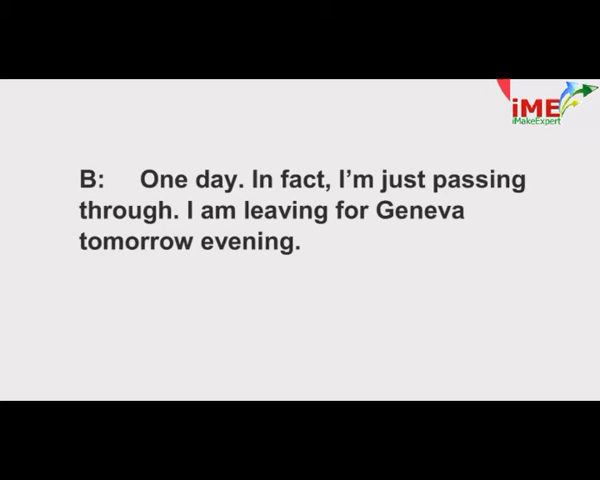 iME
iMakeExpert
B: One day. In fact, I'm just passing
through. I am leaving for Geneva
tomorrow evening.